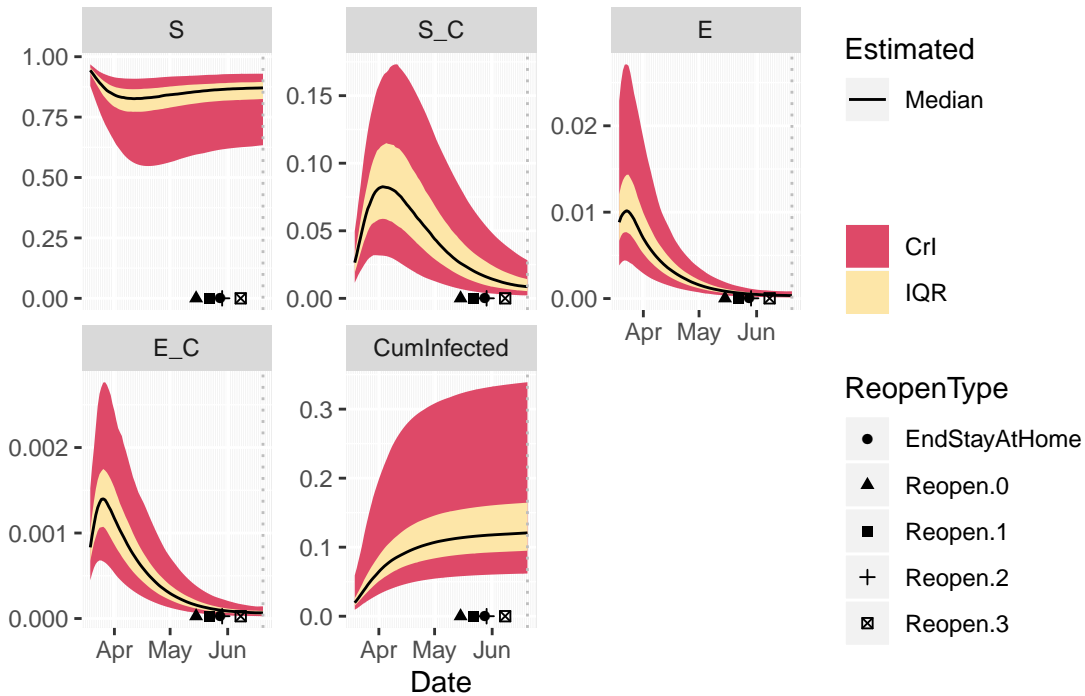 S
S_C
E
1.00
0.75
0.50
0.25
0.00
0.15
0.10
0.05
0.00
0.02
0.01
0.00
Apr May Jun
E_C
CumInfected
0.002
0.001
0.000
0.3
0.2
0.1
0.0
Apr May Jun
Apr May Jun
Date
Estimated
Median
CrI
IQR
ReopenType
EndStayAtHome
Reopen.0
Reopen.1
Reopen.2
Reopen.3